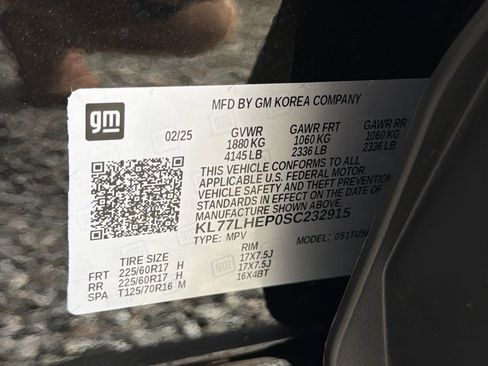 MFD BY GM KOREA COMPANY
gm
02/25 GVWR GAWR FRT GAWR RR
1880 KG 1060 KG 1060 KG
4145 LB 2336 LB 2336 LB
THIS VEHICLE CONFORMS TO ALL
APPLICABLE U.S. FEDERAL MOTOR
VEHICLE SAFETY AND THEFT PREVENTION
STANDARDS IN EFFECT ON THE DATE OF
MANUFACTURE SHOWN ABOVE.
KL77LHEP0SC232915
TYPE: MPV MODEL:
TIRE SIZE RIM
FRT 225/60R17 H 17X7.5J
RR 225/60R17 H 17X7.5J
SPA T125/70R16 M 16X4BT